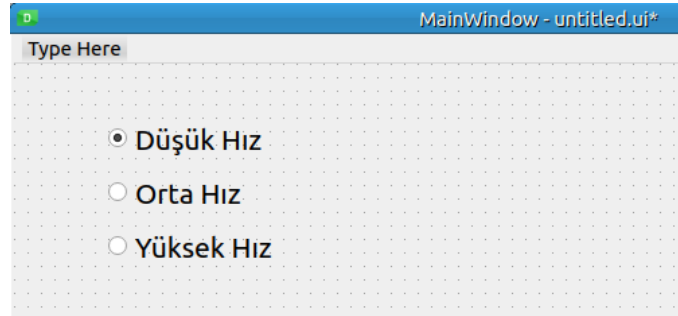 D
MainWindow - untitled.ui*
Type Here
Düşük Hız
Orta Hız
Yüksek Hız